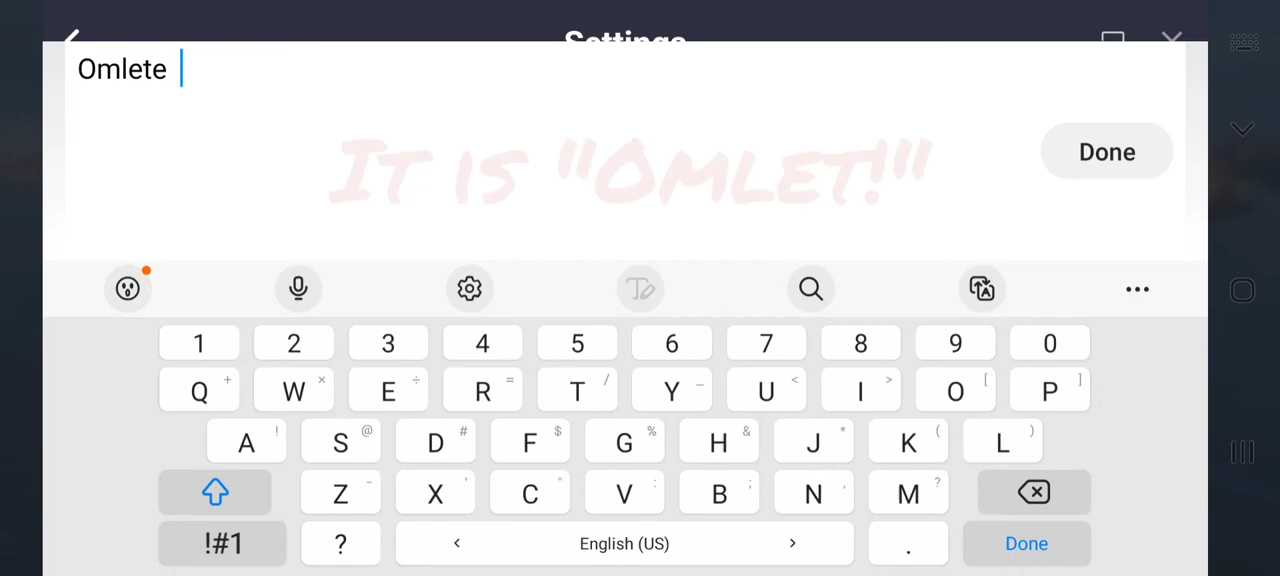 Settings
Omlete
It is "Omlet!"
Done
1 2 3 4 5 6 7 8 9 0
Q + W × E ÷ R = T / Y _ U < I > O [ P ]
A ! S @ D # F $ G % H & J * K ( L )
Z - X ' C " V : B ; N , M ?
!#1 ? < English (US) > . Done